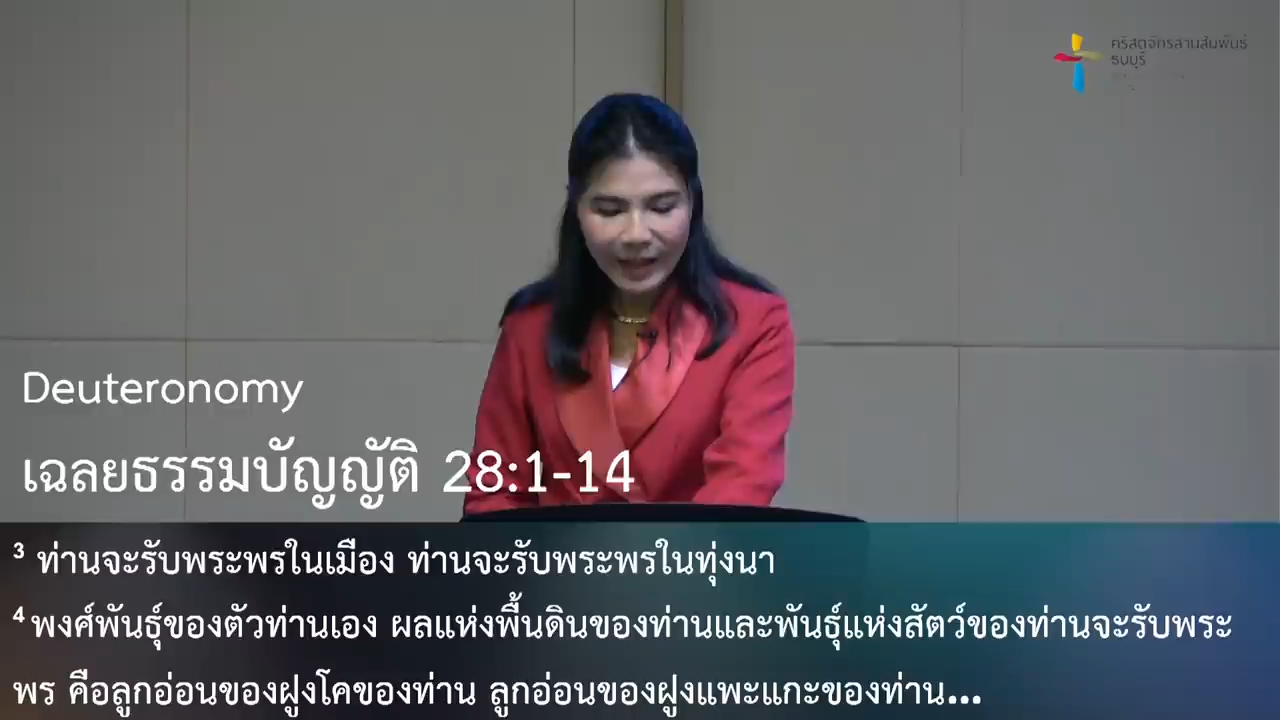 คริสตจักรสานสัมพันธ์
ธนบุรี
Deuteronomy
เฉลยธรรมบัญญัติ 28:1-14
³ ท่านจะรับพระพรในเมือง ท่านจะรับพระพรในทุ่งนา
⁴ พงศ์พันธุ์ของตัวท่านเอง ผลแห่งพื้นดินของท่านและพันธุ์แห่งสัตว์ของท่านจะรับพระ
พร คือลูกอ่อนของฝูงโคของท่าน ลูกอ่อนของฝูงแพะแกะของท่าน...